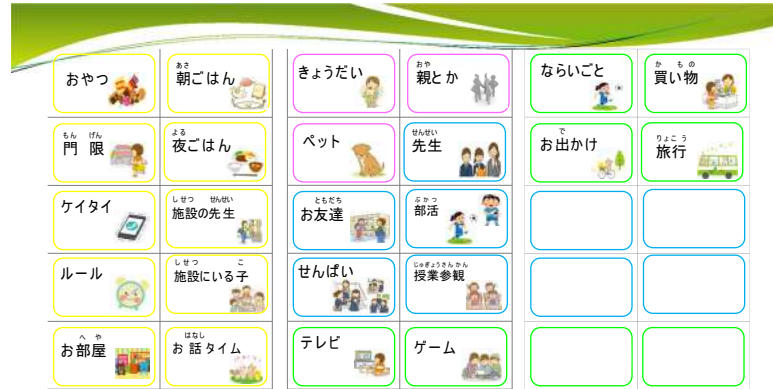 おやつ
朝ごはん
あさ
門限
もん げん
夜ごはん
よる
ケイタイ
施設の先生
しせつ せんせい
ルール
施設にいる子
しせつ こ
お部屋
へや
お話タイム
はなし
きょうだい
親とか
おや
ペット
先生
せんせい
お友達
ともだち
部活
ぶかつ
せんぱい
授業参観
じゅぎょうさんかん
テレビ
ゲーム
ならいごと
買い物
か もの
お出かけ
で
旅行
りょこう